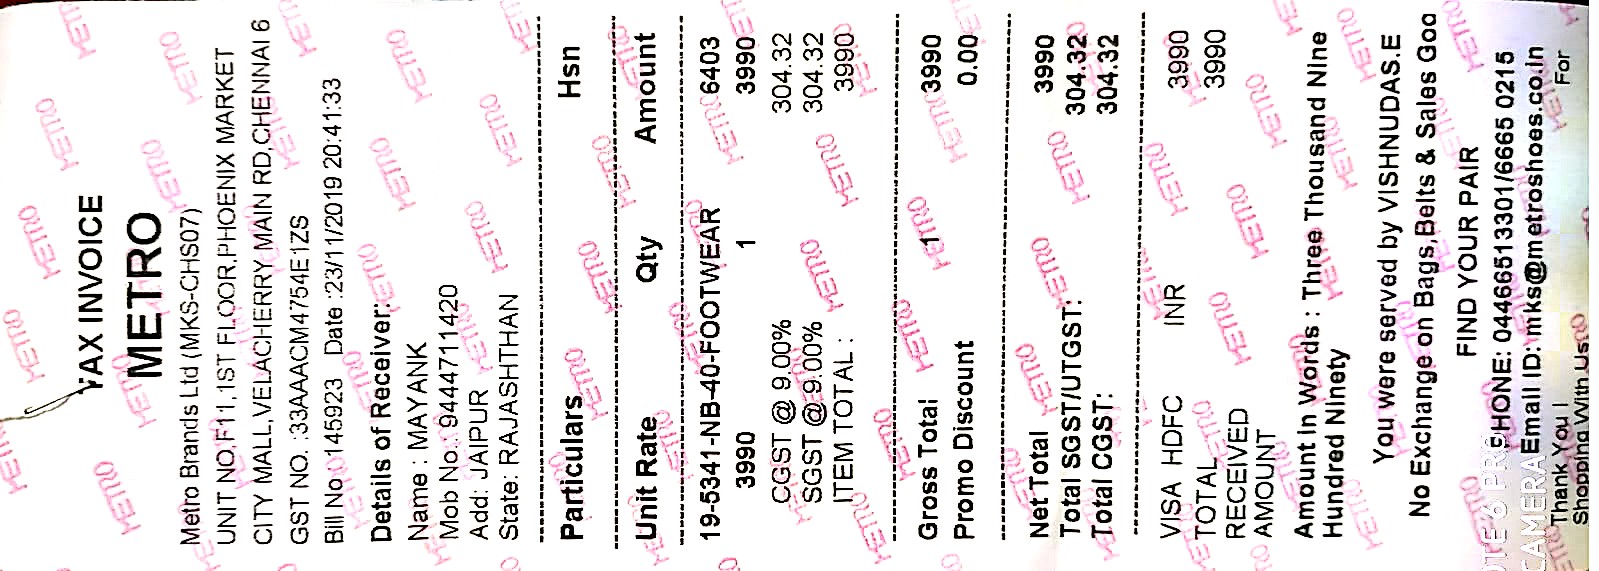 TAX INVOICE
METRO
Metro Brands Ltd (MKS-CHS07)
UNIT NO,F1,1ST FLOOR,PHOENIX MARKET
CITY MALL,VELACHERRY MAIN RD,CHENNAI 6
GST NO. :33AAACM4754E1ZS
Bill No.: 145923 Date :23/11/2019 20:41:33
Details of Receiver:
Name : MAYANK
Mob No.: 9444711420
Add: JAIPUR
State: RAJASHTHAN
Particulars Hsn
Unit Rate Qty Amount
19-5341-NB-40-FOOTWEAR 6403
3990 1 3990
CGST @ 9.00% 304.32
SGST @ 9.00% 304.32
ITEM TOTAL : 3990
Gross Total 1 3990
Promo Discount 0.00
Net Total 3990
Total SGST/UTGST: 304.32
Total CGST: 304.32
VISA HDFC INR 3990
TOTAL 3990
RECEIVED
AMOUNT
Amount In Words : Three Thousand NIne
Hundred NInety
You were served by VISHNUDAS.E
No Exchange on Bags,Belts & Sales Goo
FIND YOUR PAIR
PHONE: 04466513301/6665 0215
Email ID: mks@metroshoes.co.in
Thank You ! For
Shopping With Us
CAMERA